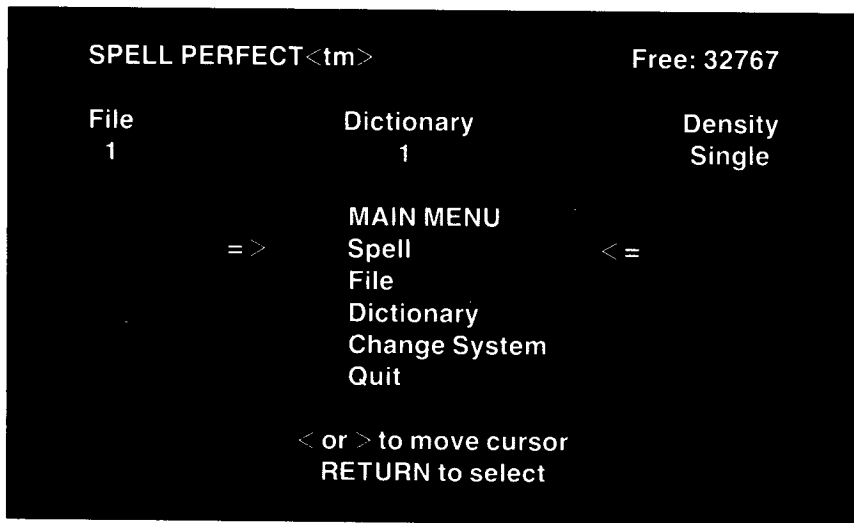 SPELL PERFECT<tm> Free: 32767
File Dictionary Density
1 1 Single
MAIN MENU
=> Spell <=
File
Dictionary
Change System
Quit
< or > to move cursor
RETURN to select